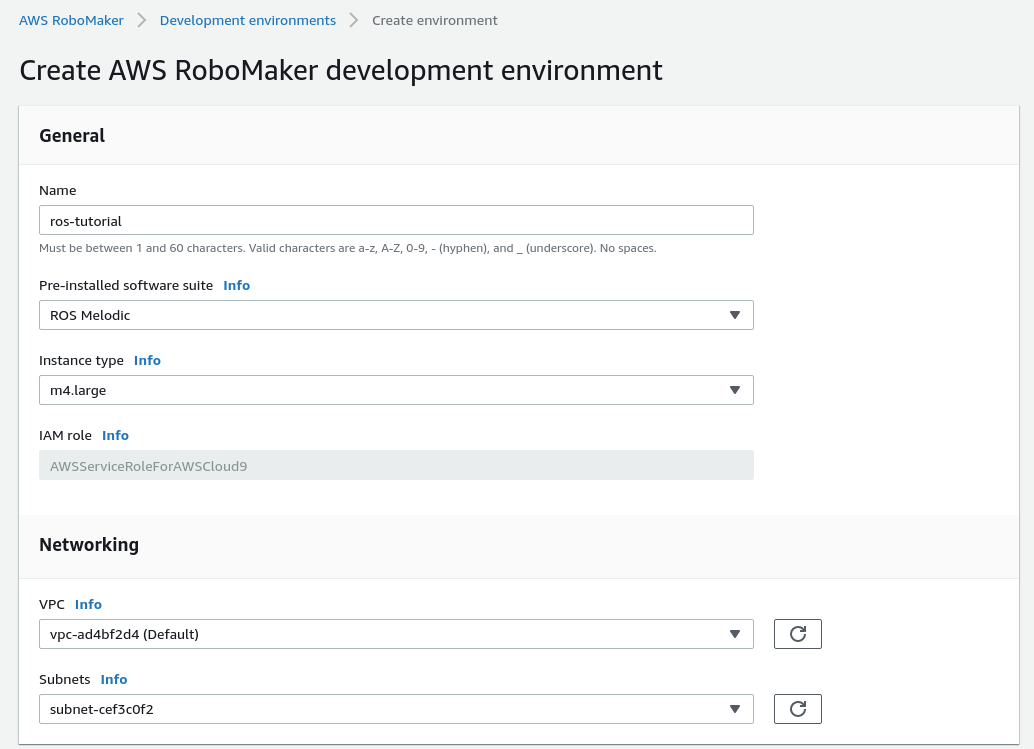 AWS RoboMaker > Development environments > Create environment
Create AWS RoboMaker development environment
General
Name
ros-tutorial
Must be between 1 and 60 characters. Valid characters are a-z, A-Z, 0-9, - (hyphen), and _ (underscore). No spaces.
Pre-installed software suite Info
ROS Melodic
Instance type Info
m4.large
IAM role Info
AWSServiceRoleForAWSCloud9
Networking
VPC Info
vpc-ad4bf2d4 (Default)
Subnets Info
subnet-cef3c0f2